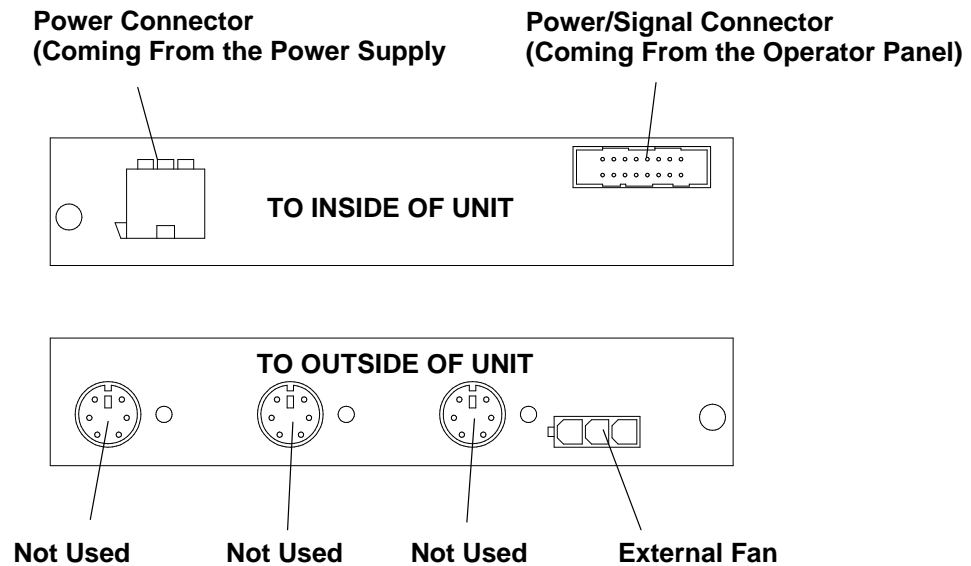 Power Connector
(Coming From the Power Supply
Power/Signal Connector
(Coming From the Operator Panel)
TO INSIDE OF UNIT
TO OUTSIDE OF UNIT
Not Used
Not Used
Not Used
External Fan